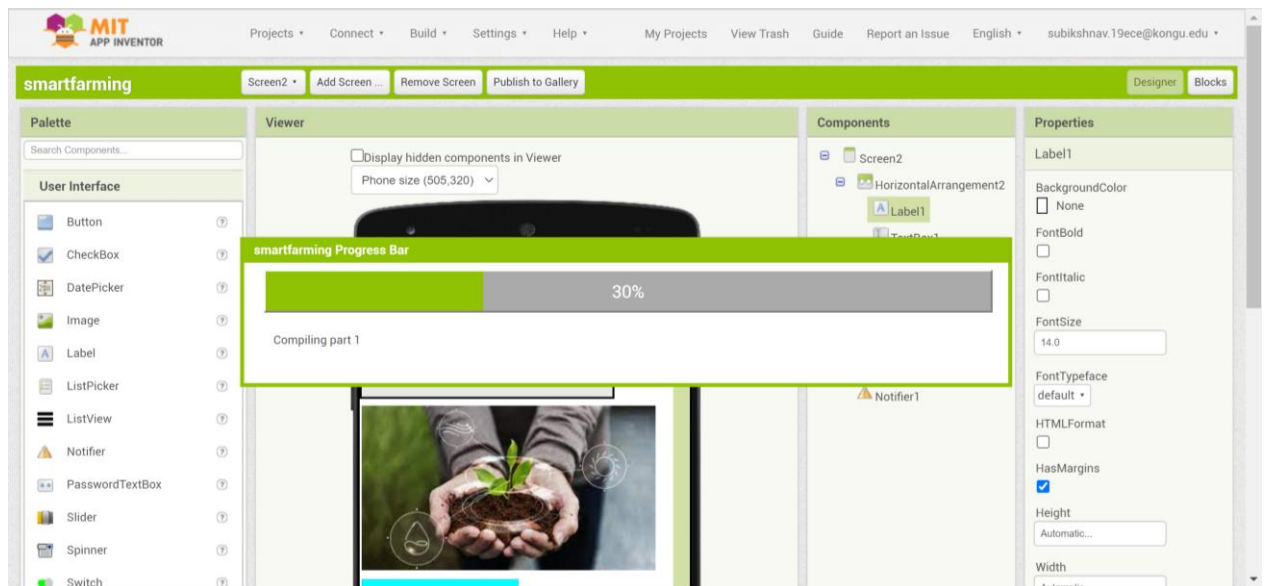 MIT
APP INVENTOR
Projects
Connect
Build
Settings
Help
My Projects
View Trash
Guide
Report an Issue
English
subikshnav.19ece@kongu.edu
smartfarming
Screen2
Add Screen ...
Remove Screen
Publish to Gallery
Designer
Blocks
Palette
Search Components...
User Interface
Button
CheckBox
DatePicker
Image
Label
ListPicker
ListView
Notifier
PasswordTextBox
Slider
Spinner
Switch
Viewer
Display hidden components in Viewer
Phone size (505,320)
smartfarming Progress Bar
30%
Compiling part 1
Components
Screen2
HorizontalArrangement2
Label1
TextBox1
Notifier1
Properties
Label1
BackgroundColor
None
FontBold
FontItalic
FontSize
14.0
FontTypeface
default
HTMLFormat
HasMargins
Height
Automatic...
Width